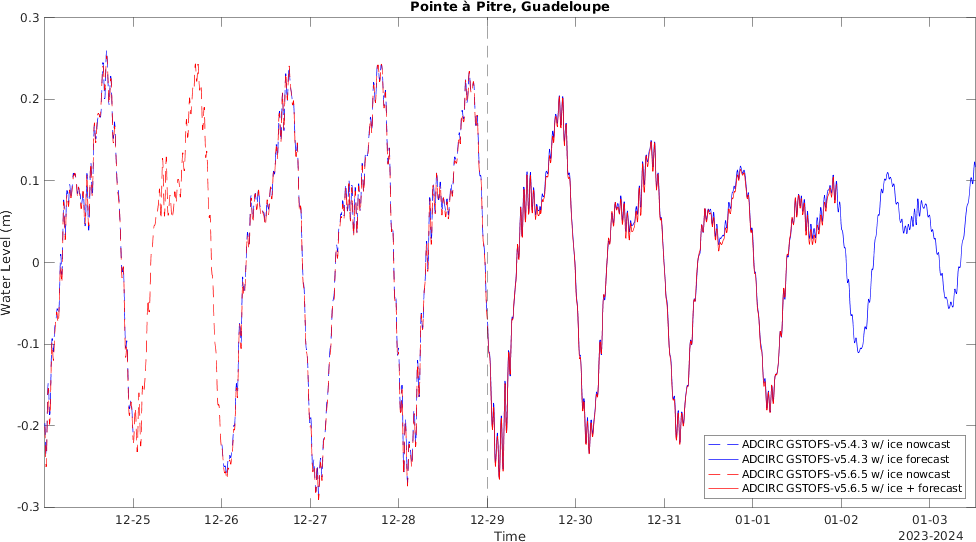 Pointe à Pitre, Guadeloupe
0.3
0.2
0.1
0
-0.1
-0.2
-0.3
Water Level (m)
12-25
12-26
12-27
12-28
12-29
12-30
12-31
01-01
01-02
01-03
Time
2023-2024
ADCIRC GSTOFS-v5.4.3 w/ ice nowcast
ADCIRC GSTOFS-v5.4.3 w/ ice forecast
ADCIRC GSTOFS-v5.6.5 w/ ice nowcast
ADCIRC GSTOFS-v5.6.5 w/ ice + forecast